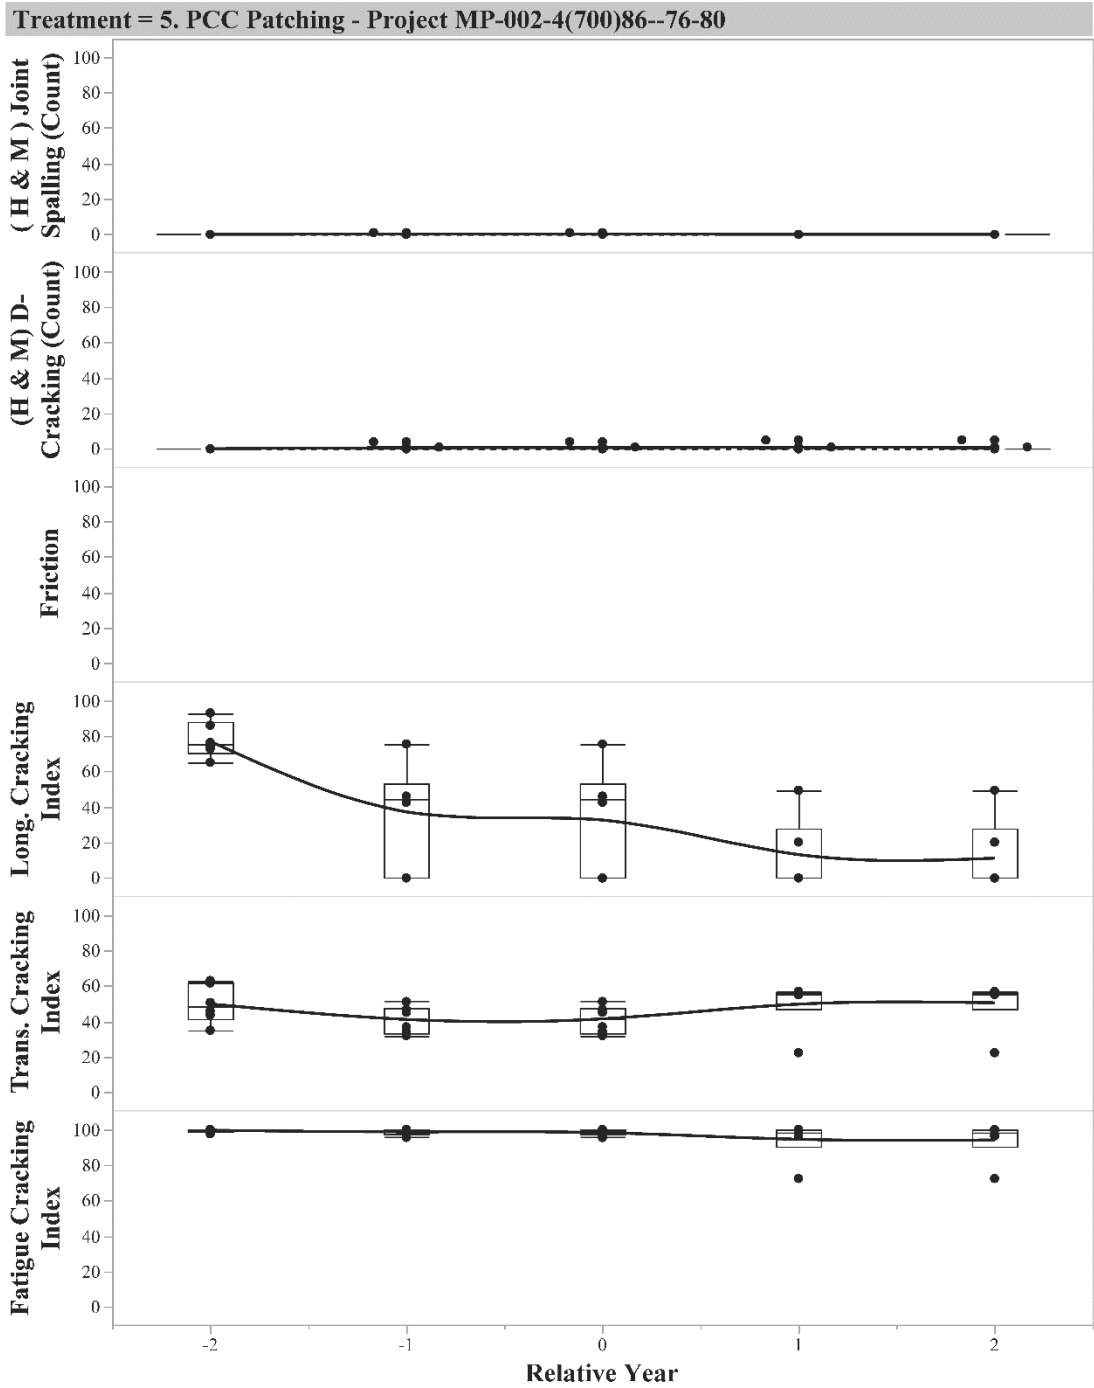 Treatment = 5. PCC Patching - Project MP-002-4(700)86--76-80
( H & M ) Joint
Spalling (Count)
100
80
60
40
20
0
(H & M) D-
Cracking (Count)
100
80
60
40
20
0
Friction
100
80
60
40
20
0
Long. Cracking
Index
100
80
60
40
20
0
Trans. Cracking
Index
100
80
60
40
20
0
Fatigue Cracking
Index
100
80
60
40
20
0
-2 -1 0 1 2
Relative Year